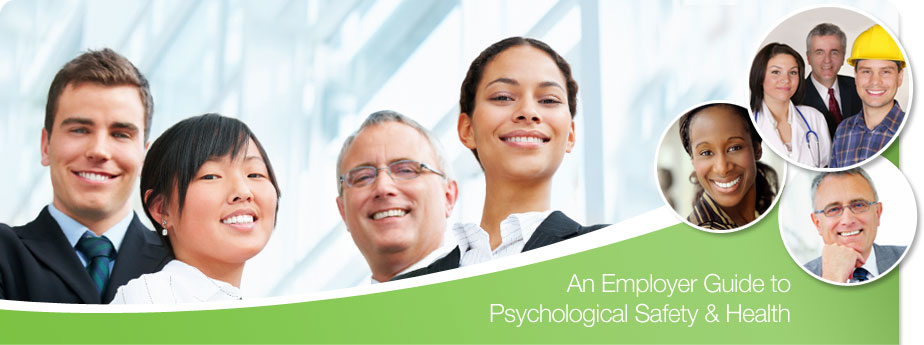 An Employer Guide to
Psychological Safety & Health